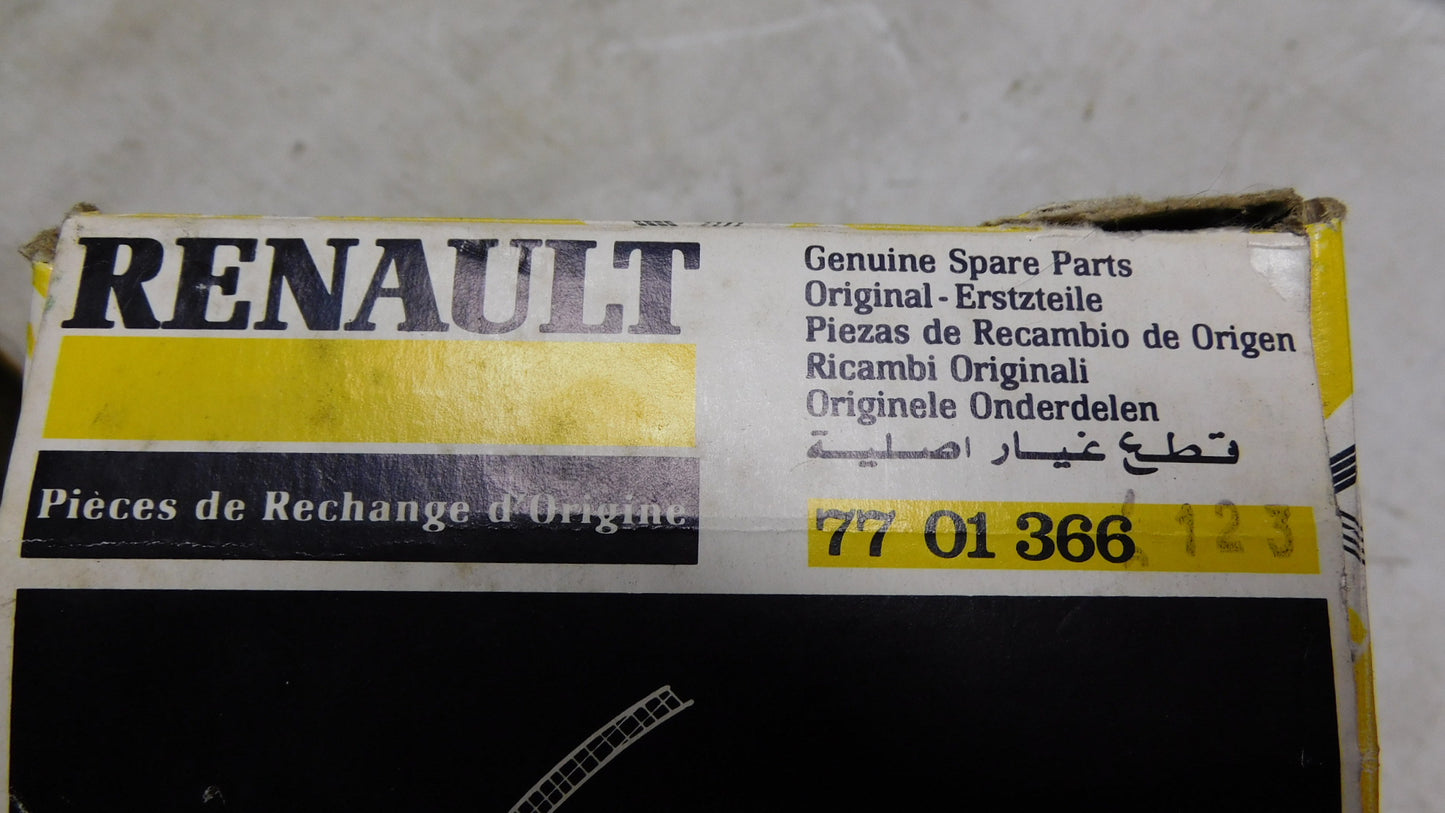 RENAULT
Pièces de Rechange d'Origine
Genuine Spare Parts
Original-Erstzteile
Piezas de Recambio de Origen
Ricambi Originali
Originele Onderdelen
قطع غيار اصلية
77 01 366 123